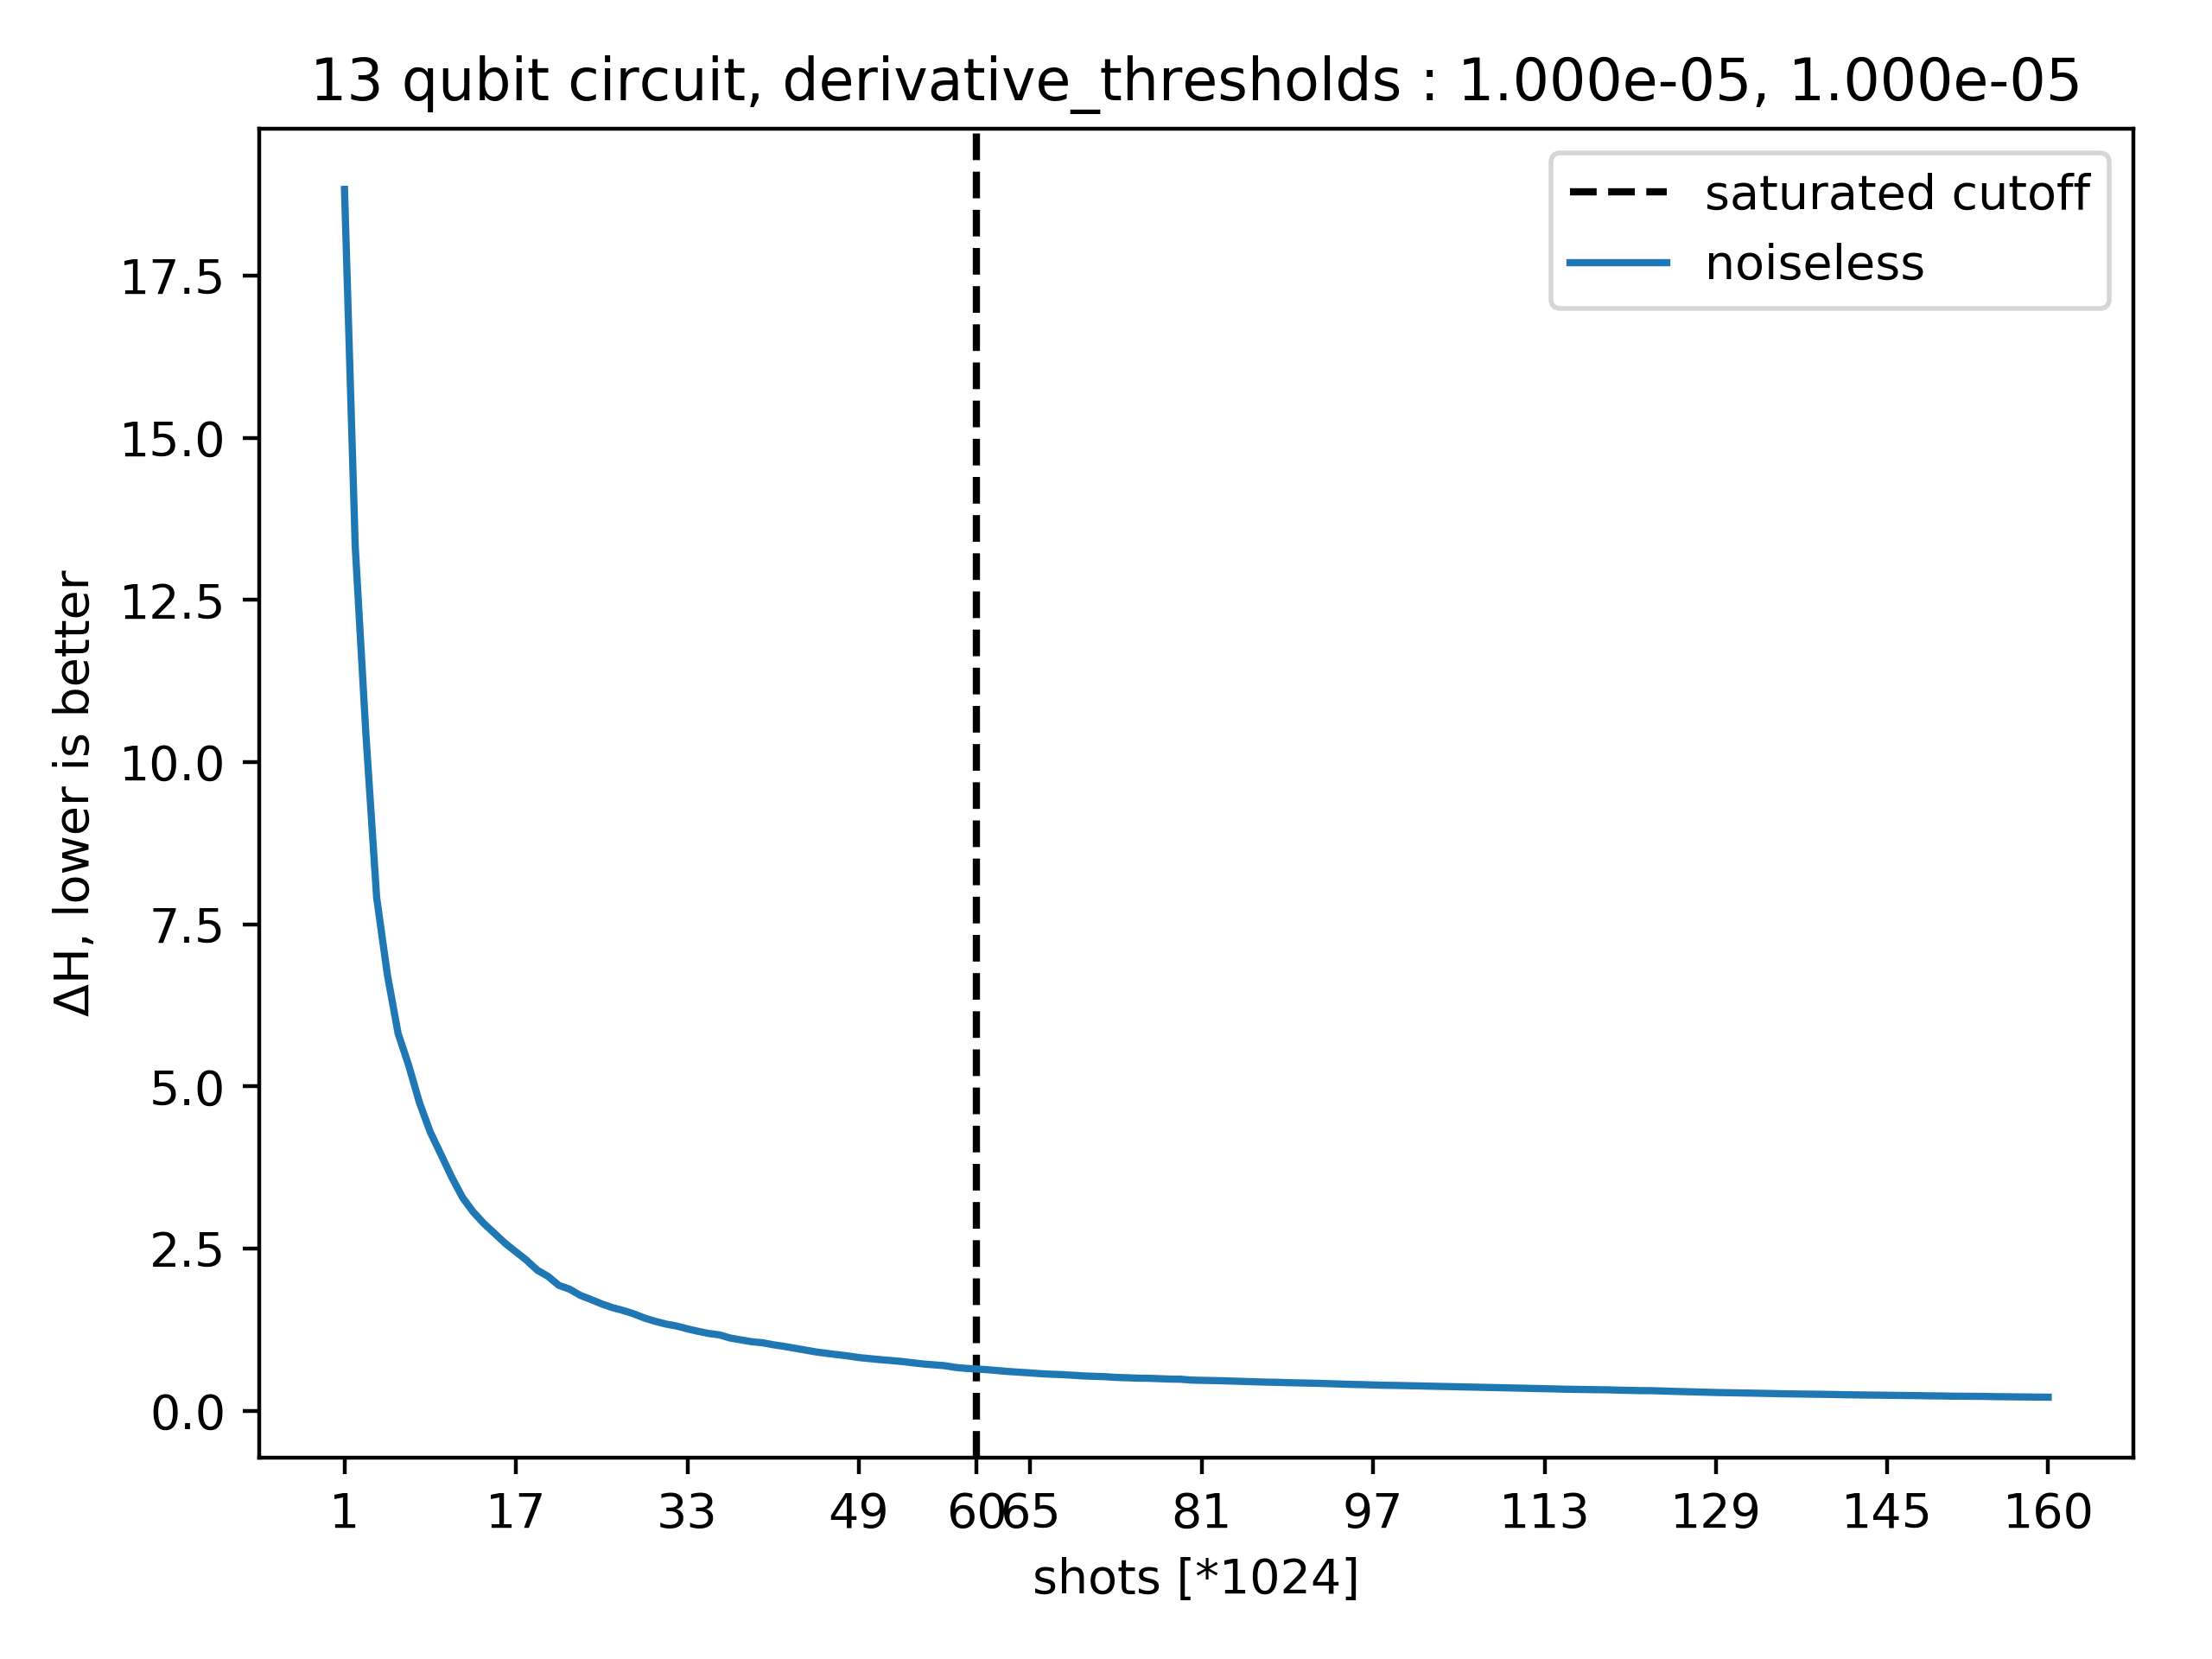 13 qubit circuit, derivative_thresholds : 1.000e-05, 1.000e-05
saturated cutoff
noiseless
ΔH, lower is better
17.5
15.0
12.5
10.0
7.5
5.0
2.5
0.0
1 17 33 49 60 65 81 97 113 129 145 160
shots [*1024]